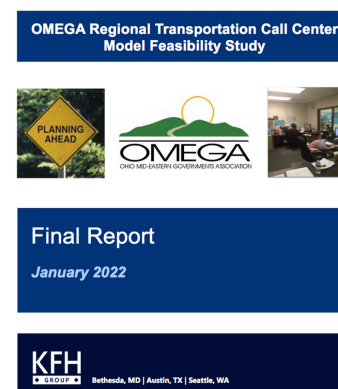 OMEGA Regional Transportation Call Center
Model Feasibility Study
PLANNING
AHEAD
OMEGA
OHIO MID-EASTERN GOVERNMENTS ASSOCIATION
Final Report
January 2022
KFH
GROUP
Bethesda, MD | Austin, TX | Seattle, WA